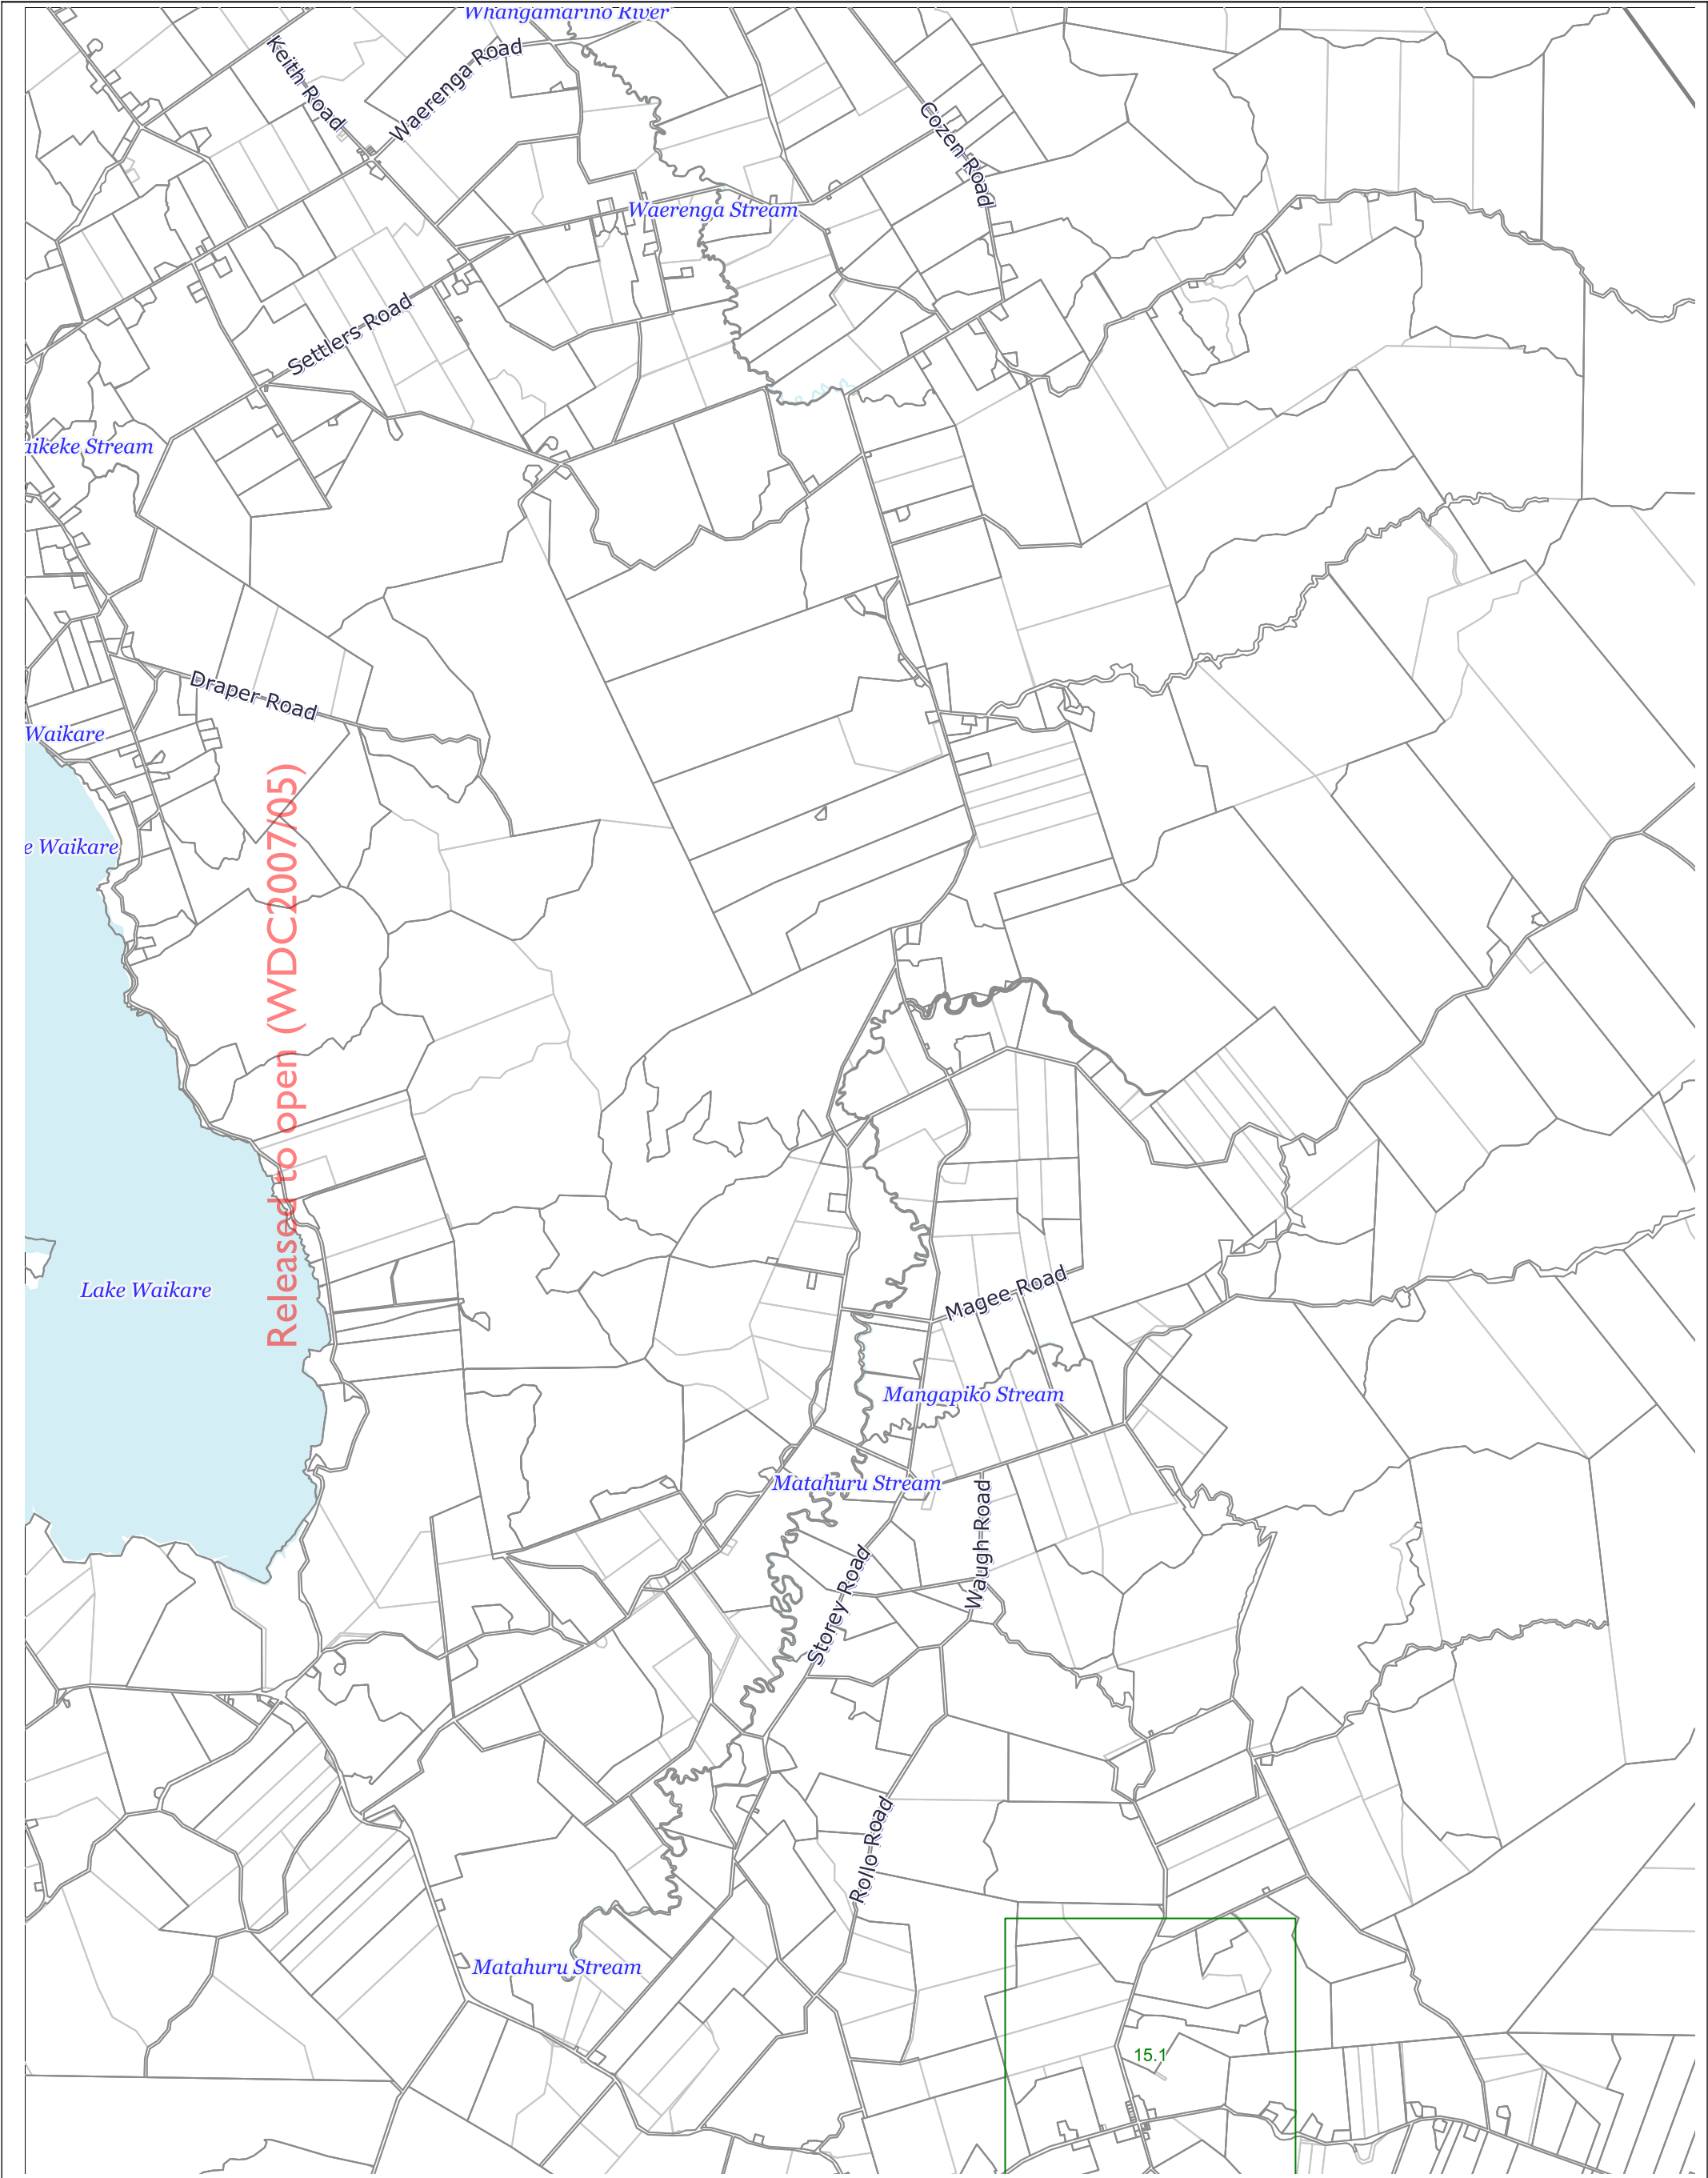 Whangamarino River
Keith Road
Waerenga Road
Cozen Road
Waerenga Stream
Settlers Road
aikeke Stream
Draper Road
Waikare
Released to open (WDC2007/05)
e Waikare
Lake Waikare
Magee Road
Mangapiko Stream
Matahuru Stream
Waugh Road
Storey Road
Rollo Road
Matahuru Stream
15.1